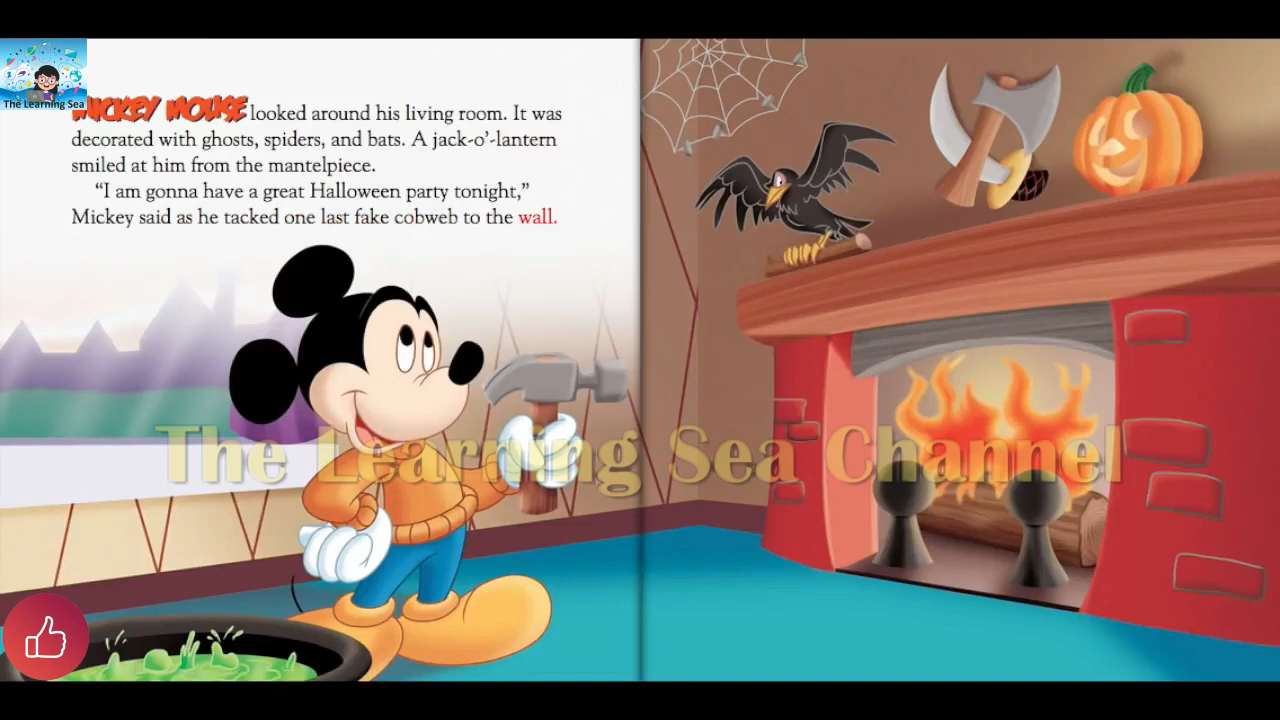 The Learning Sea
MICKEY MOUSE looked around his living room. It was
decorated with ghosts, spiders, and bats. A jack-o’-lantern
smiled at him from the mantelpiece.
“I am gonna have a great Halloween party tonight,”
Mickey said as he tacked one last fake cobweb to the wall.
The Learning Sea Channel